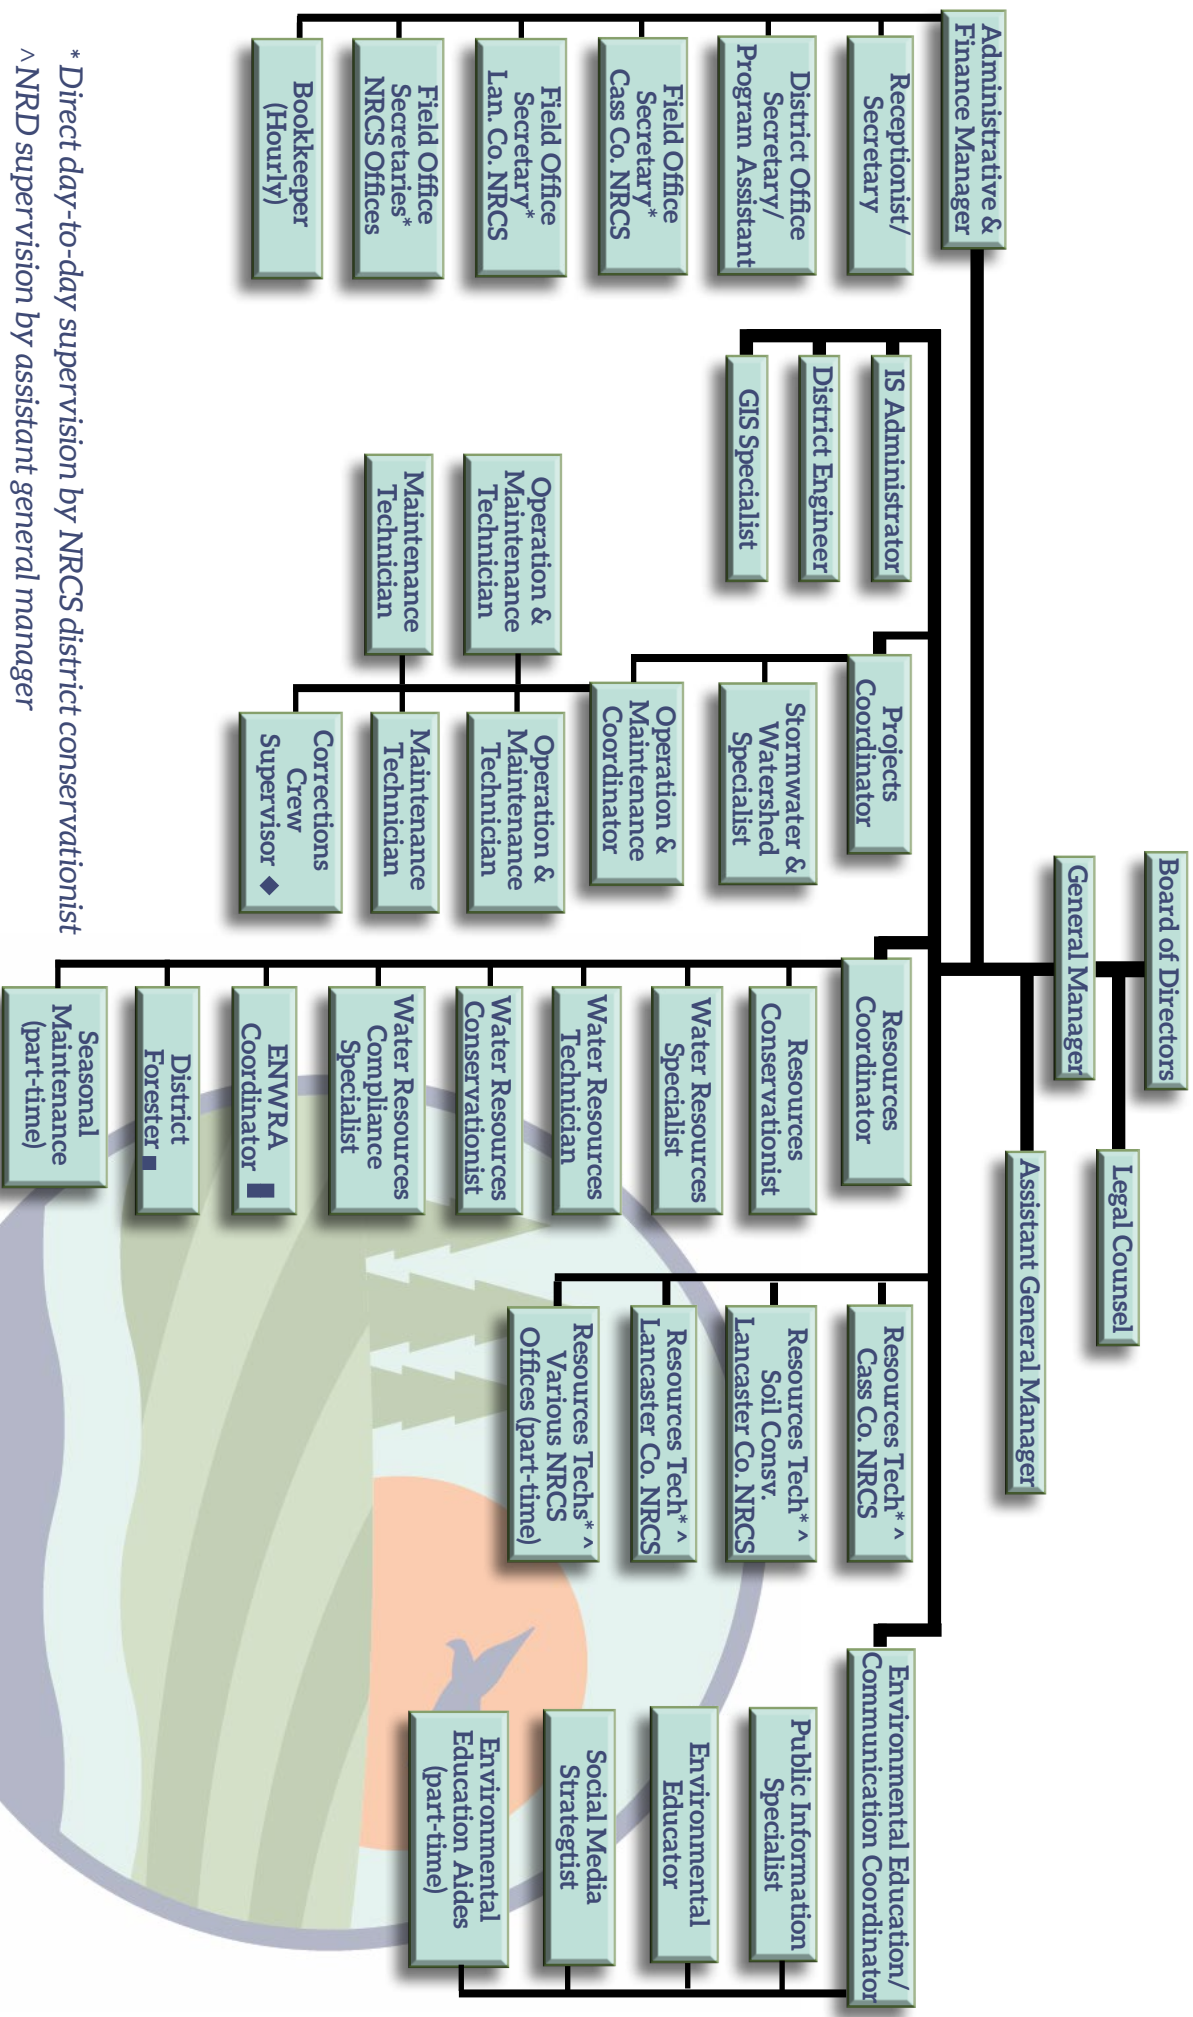 Board of Directors
Legal Counsel
General Manager
Assistant General Manager
Administrative &
Finance Manager
Receptionist/
Secretary
District Office
Secretary/
Program Assistant
Field Office
Secretary*
Cass Co. NRCS
Field Office
Secretary*
Lan. Co. NRCS
Field Office
Secretaries*
NRCS Offices
Bookkeeper
(Hourly)
IS Administrator
District Engineer
GIS Specialist
Projects
Coordinator
Stormwater &
Watershed
Specialist
Operation &
Maintenance
Coordinator
Operation &
Maintenance
Technician
Operation &
Maintenance
Technician
Maintenance
Technician
Maintenance
Technician
Corrections
Crew
Supervisor ◆
Resources
Coordinator
Resources
Conservationist
Water Resources
Specialist
Water Resources
Technician
Water Resources
Conservationist
Water Resources
Compliance
Specialist
ENWRA
Coordinator ▮
District
Forester ■
Seasonal
Maintenance
(part-time)
Resources Tech* ^
Cass Co. NRCS
Resources Tech* ^
Soil Consv.
Lancaster Co. NRCS
Resources Tech* ^
Lancaster Co. NRCS
Resources Techs* ^
Various NRCS
Offices (part-time)
Environmental Education/
Communication Coordinator
Public Information
Specialist
Environmental
Educator
Social Media
Strategtist
Environmental
Education Aides
(part-time)
* Direct day-to-day supervision by NRCS district conservationist
^ NRD supervision by assistant general manager